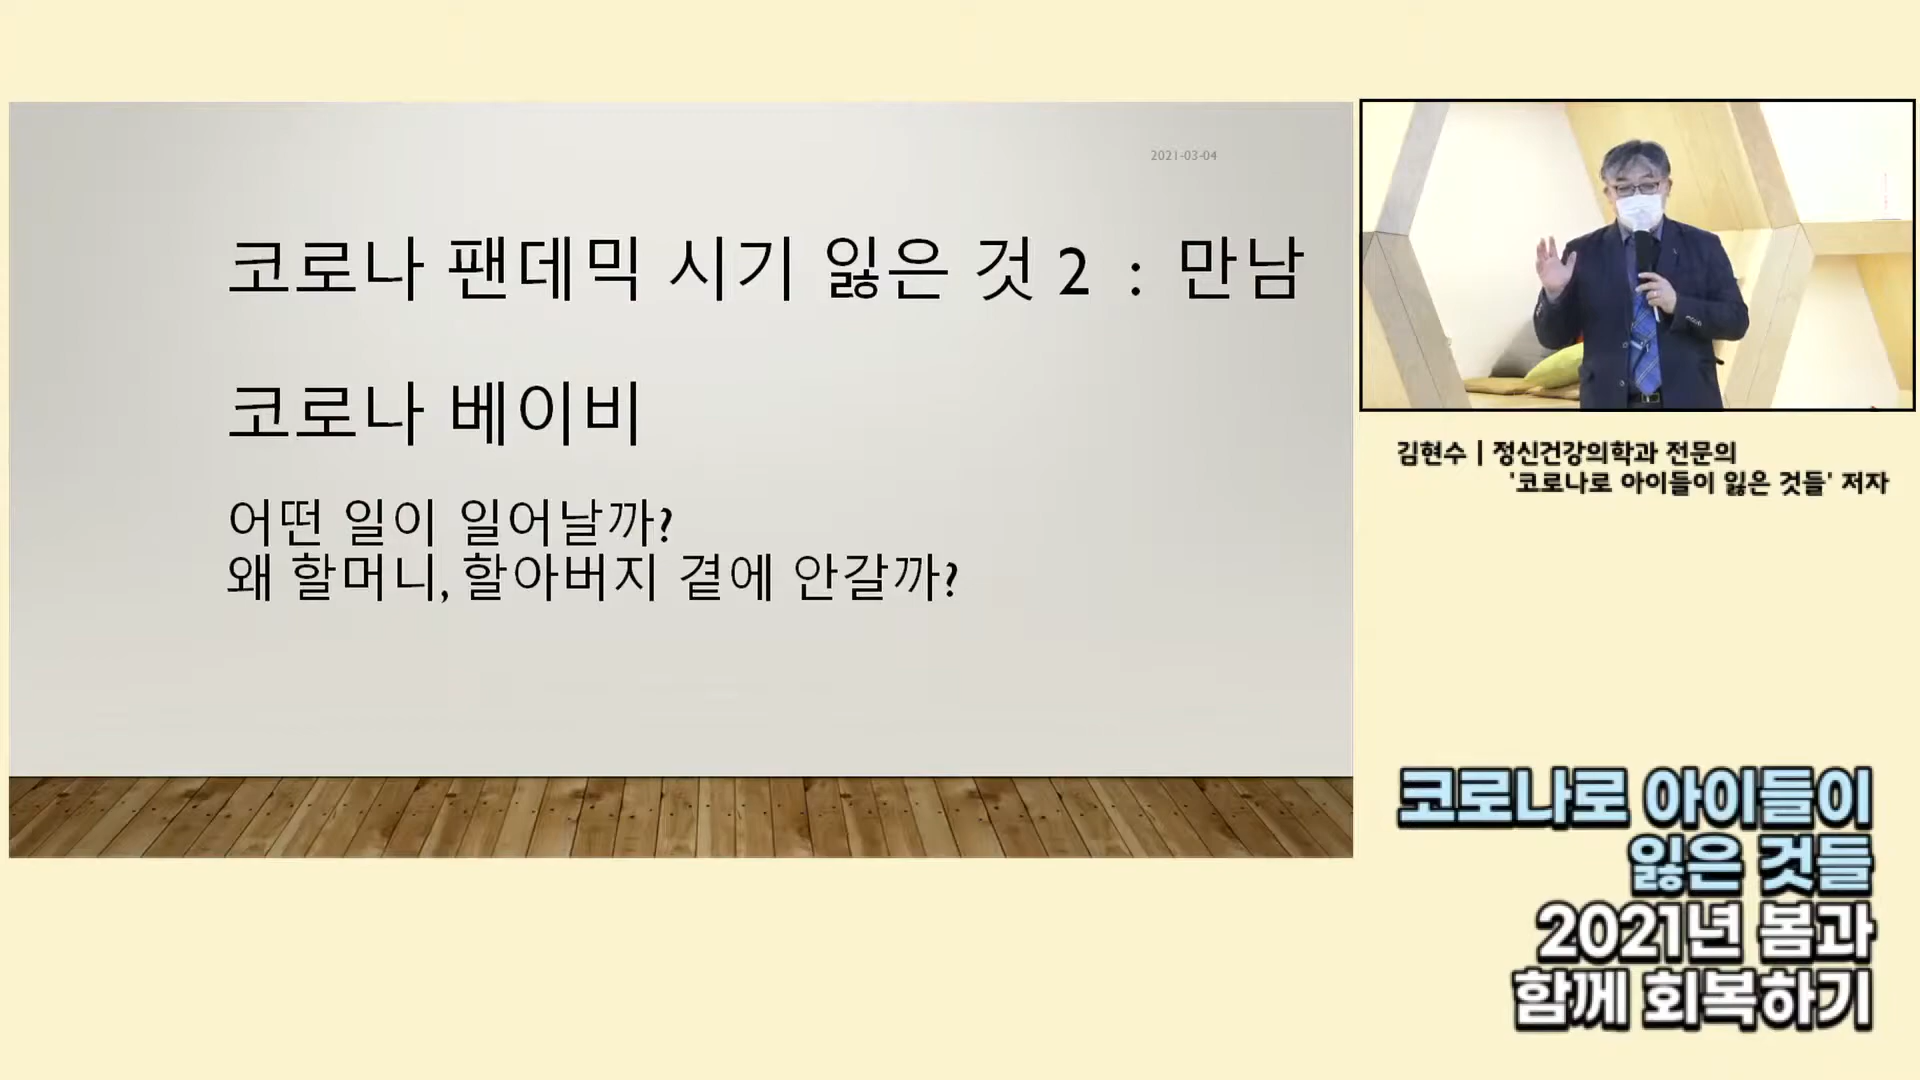 2021-03-04
코로나 팬데믹 시기 잃은 것 2 : 만남
코로나 베이비
어떤 일이 일어날까?
왜 할머니, 할아버지 곁에 안갈까?
김현수 | 정신건강의학과 전문의
'코로나로 아이들이 잃은 것들' 저자
코로나로 아이들이
잃은 것들
2021년 봄과
함께 회복하기